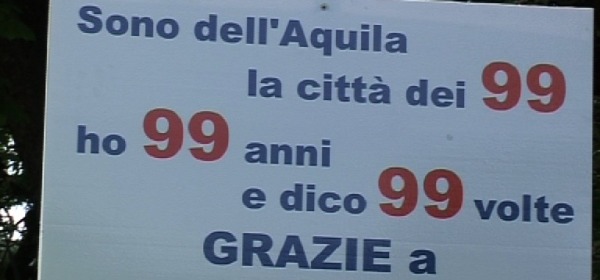 Sono dell'Aquila
la città dei 99
ho 99 anni
e dico 99 volte
GRAZIE a